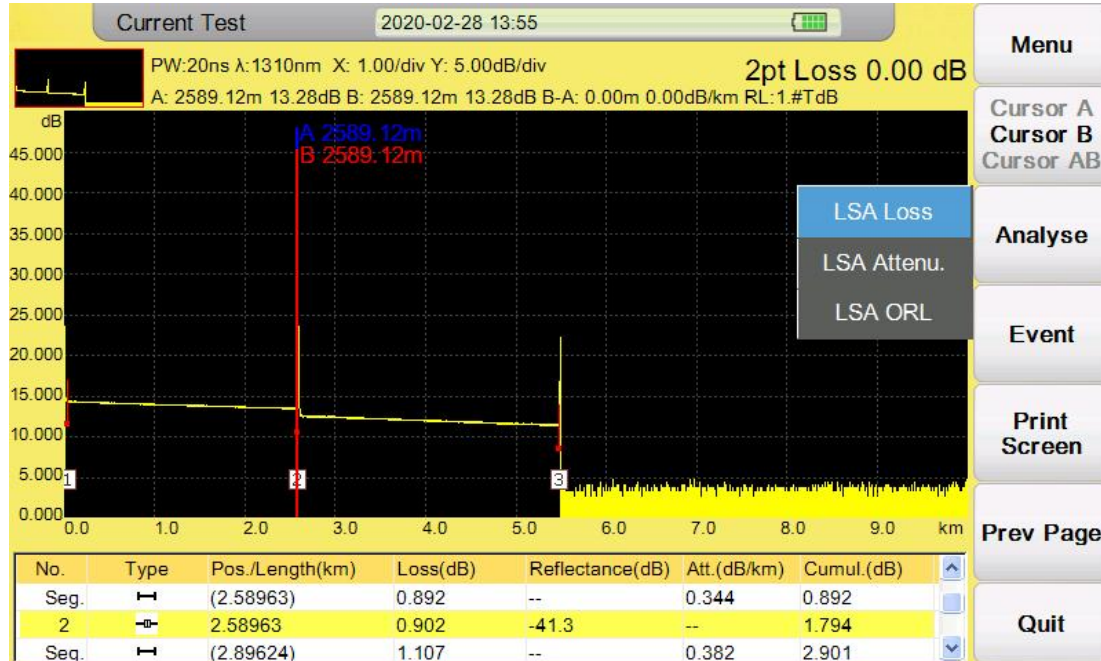 Current Test 2020-02-28 13:55
PW:20ns λ:1310nm X: 1.00/div Y: 5.00dB/div
2pt Loss 0.00 dB
A: 2589.12m 13.28dB B: 2589.12m 13.28dB B-A: 0.00m 0.00dB/km RL:1.#TdB
dB
A 2589.12m
B 2589.12m
45.000
40.000
35.000
30.000
25.000
20.000
15.000
10.000
5.000
0.000
1
2
3
0.0 1.0 2.0 3.0 4.0 5.0 6.0 7.0 8.0 9.0 km
LSA Loss
LSA Attenu.
LSA ORL
No. Type Pos./Length(km) Loss(dB) Reflectance(dB) Att.(dB/km) Cumul.(dB)
Seg. (2.58963) 0.892 -- 0.344 0.892
2 2.58963 0.902 -41.3 -- 1.794
Seg. (2.89624) 1.107 -- 0.382 2.901
Menu
Cursor A
Cursor B
Cursor AB
Analyse
Event
Print
Screen
Prev Page
Quit